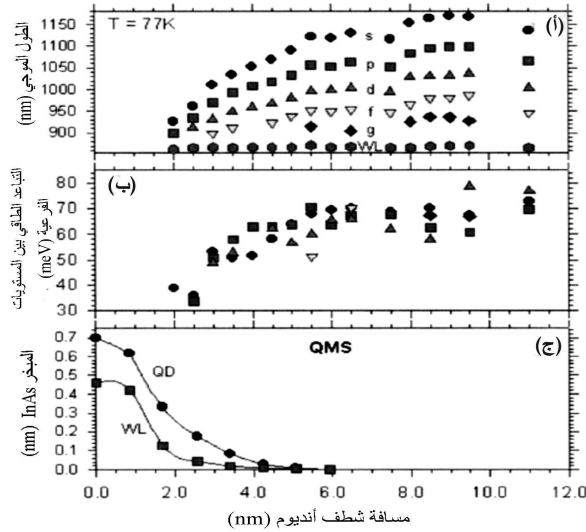 T = 77K
(أ)
الطول الموجي
(nm)
1150
1100
1050
1000
950
900
s
p
d
f
g
WL
(ب)
التباعد الطاقي بين المستويات
الفرعية (meV)
80
70
60
50
40
30
QMS
(ج)
المبخر InAs (nm)
0.7
0.6
0.5
0.4
0.3
0.2
0.1
0.0
QD
WL
0.0 2.0 4.0 6.0 8.0 10.0 12.0
مسافة شطف أنديوم (nm)